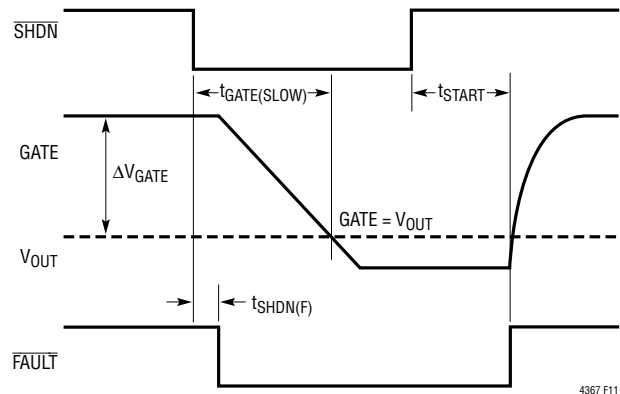 SHDN
tGATE(SLOW)
tSTART
GATE
ΔVGATE
GATE = VOUT
VOUT
tSHDN(F)
FAULT
4367 F11